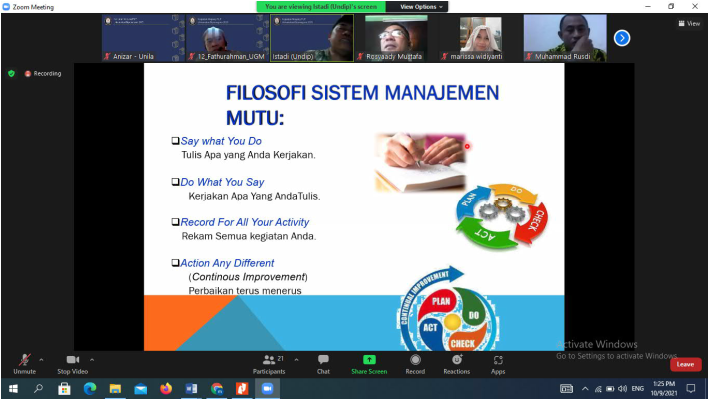 Zoom Meeting
You are viewing Istadi (Undip)'s screen
View Options
View
Anizar - Unila
12_Fathurahman_UGM
Istadi (Undip)
Rosyaady Mustafa
marissa.widiyanti
Muhammad Rusdi
Recording
FILOSOFI SISTEM MANAJEMEN
MUTU:
Say what You Do
Tulis Apa yang Anda Kerjakan.
Do What You Say
Kerjakan Apa Yang AndaTulis.
Record For All Your Activity
Rekam Semua kegiatan Anda.
Action Any Different
(Continous Improvement)
Perbaikan terus menerus
PLAN
DO
CHECK
ACT
CONTINUAL IMPROVEMENT
PLAN
DO
ACT
CHECK
Activate Windows
Go to Settings to activate Windows.
Unmute
Stop Video
21
Participants
Chat
Share Screen
Record
Reactions
Apps
Leave
ENG
1:25 PM
10/9/2021